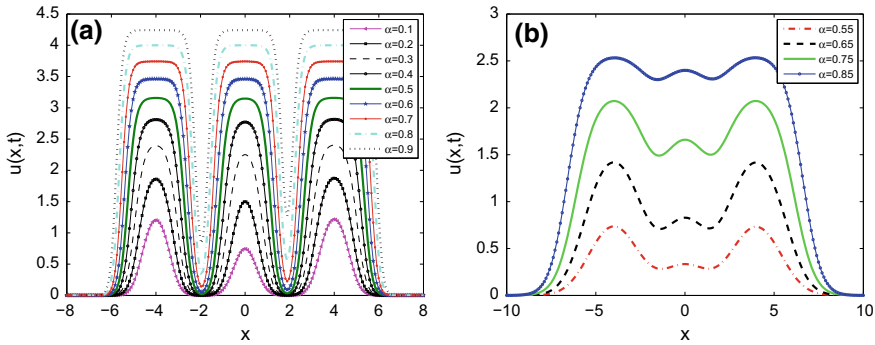 (a)
u(x,t)
4.5
4
3.5
3
2.5
2
1.5
1
0.5
0
−8 −6 −4 −2 0 2 4 6 8
x
α=0.1
α=0.2
α=0.3
α=0.4
α=0.5
α=0.6
α=0.7
α=0.8
α=0.9
(b)
u(x,t)
3
2.5
2
1.5
1
0.5
0
−10 −5 0 5 10
x
α=0.55
α=0.65
α=0.75
α=0.85